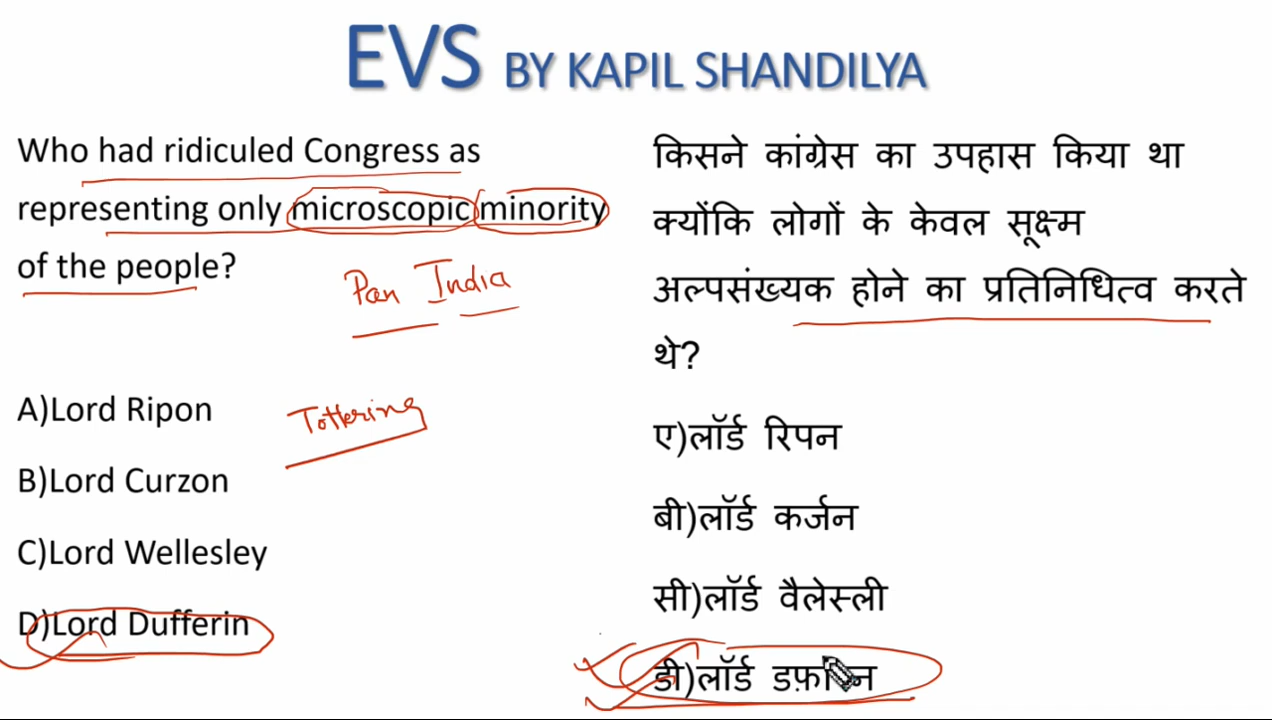 EVS BY KAPIL SHANDILYA
Who had ridiculed Congress as
representing only microscopic minority
of the people?
Pan India
A)Lord Ripon
Tottering
B)Lord Curzon
C)Lord Wellesley
D)Lord Dufferin
किसने कांग्रेस का उपहास किया था
क्योंकि लोगों के केवल सूक्ष्म
अल्पसंख्यक होने का प्रतिनिधित्व करते
थे?
ए)लॉर्ड रिपन
बी)लॉर्ड कर्जन
सी)लॉर्ड वैलेस्ली
डी)लॉर्ड